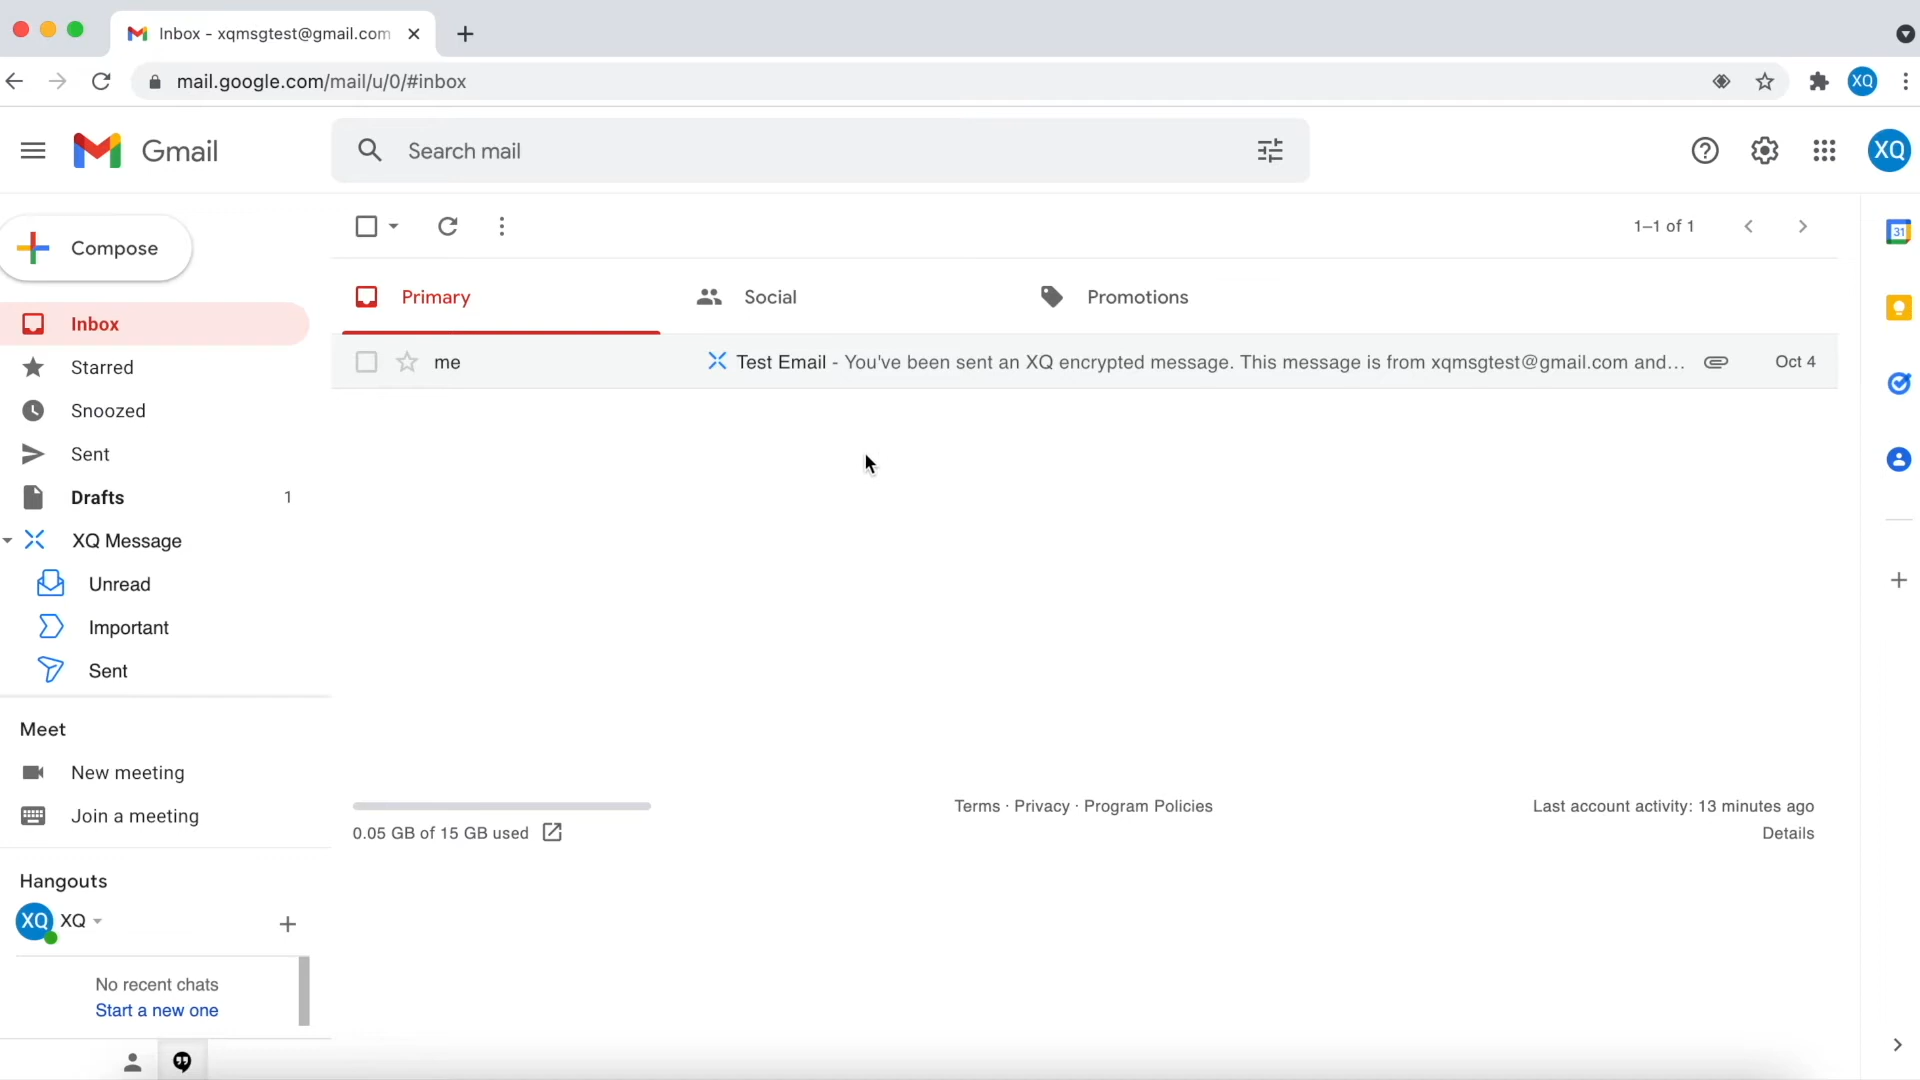 Inbox - xqmsgtest@gmail.com
mail.google.com/mail/u/0/#inbox
XQ
Gmail
Search mail
XQ
Compose
1–1 of 1
31
Primary
Social
Promotions
Inbox
Starred
Snoozed
Sent
Drafts
1
XQ Message
Unread
Important
Sent
me
Test Email - You've been sent an XQ encrypted message. This message is from xqmsgtest@gmail.com and...
Oct 4
Meet
New meeting
Join a meeting
Hangouts
XQ
XQ
No recent chats
Start a new one
0.05 GB of 15 GB used
Terms · Privacy · Program Policies
Last account activity: 13 minutes ago
Details